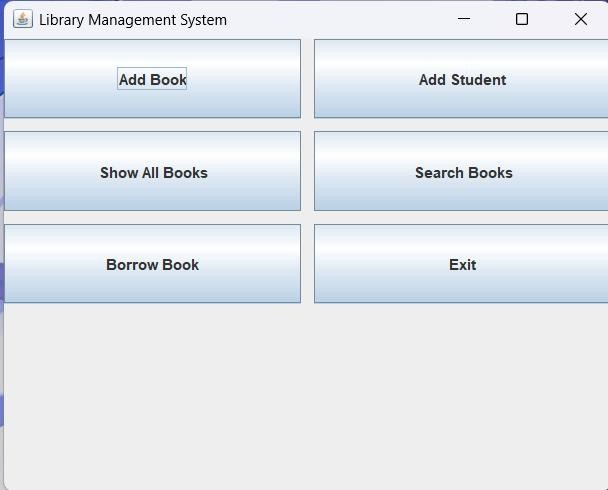 Library Management System
Add Book
Add Student
Show All Books
Search Books
Borrow Book
Exit